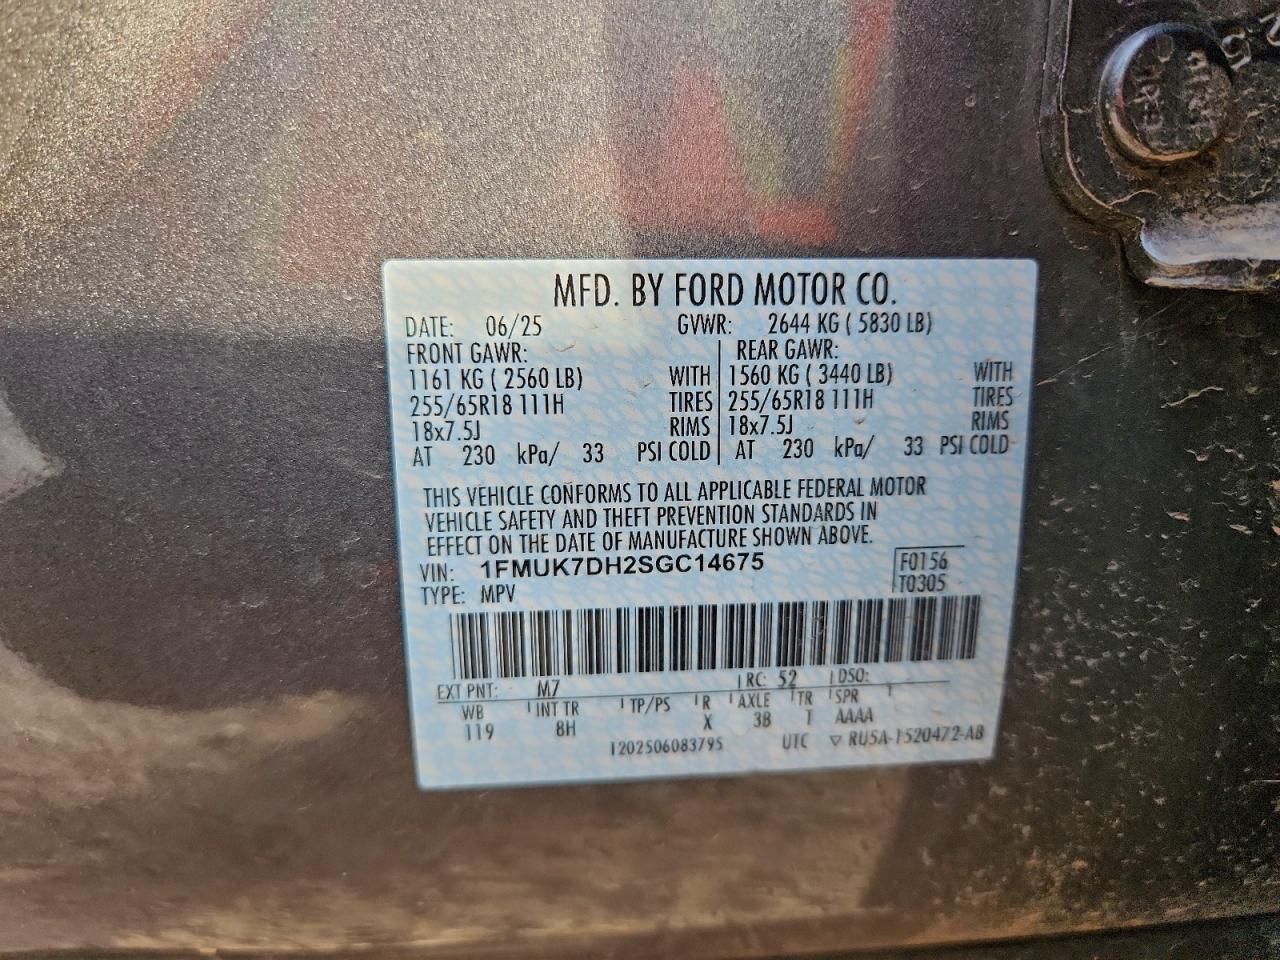 MFD. BY FORD MOTOR CO.
DATE: 06/25 GVWR: 2644 KG ( 5830 LB)
FRONT GAWR: REAR GAWR:
1161 KG ( 2560 LB) WITH 1560 KG ( 3440 LB) WITH
255/65R18 111H TIRES 255/65R18 111H TIRES
18x7.5J RIMS 18x7.5J RIMS
AT 230 kPa/ 33 PSI COLD AT 230 kPa/ 33 PSI COLD
THIS VEHICLE CONFORMS TO ALL APPLICABLE FEDERAL MOTOR
VEHICLE SAFETY AND THEFT PREVENTION STANDARDS IN
EFFECT ON THE DATE OF MANUFACTURE SHOWN ABOVE.
VIN: 1FMUK7DH2SGC14675 F0156
TYPE: MPV T0305
EXT PNT: M7 RC: 52 DSO:
WB INT TR TP/PS R AXLE TR SPR
119 8H X 3B T AAAA
1202506083795 UTC ▽ RU5A-1520472-AB